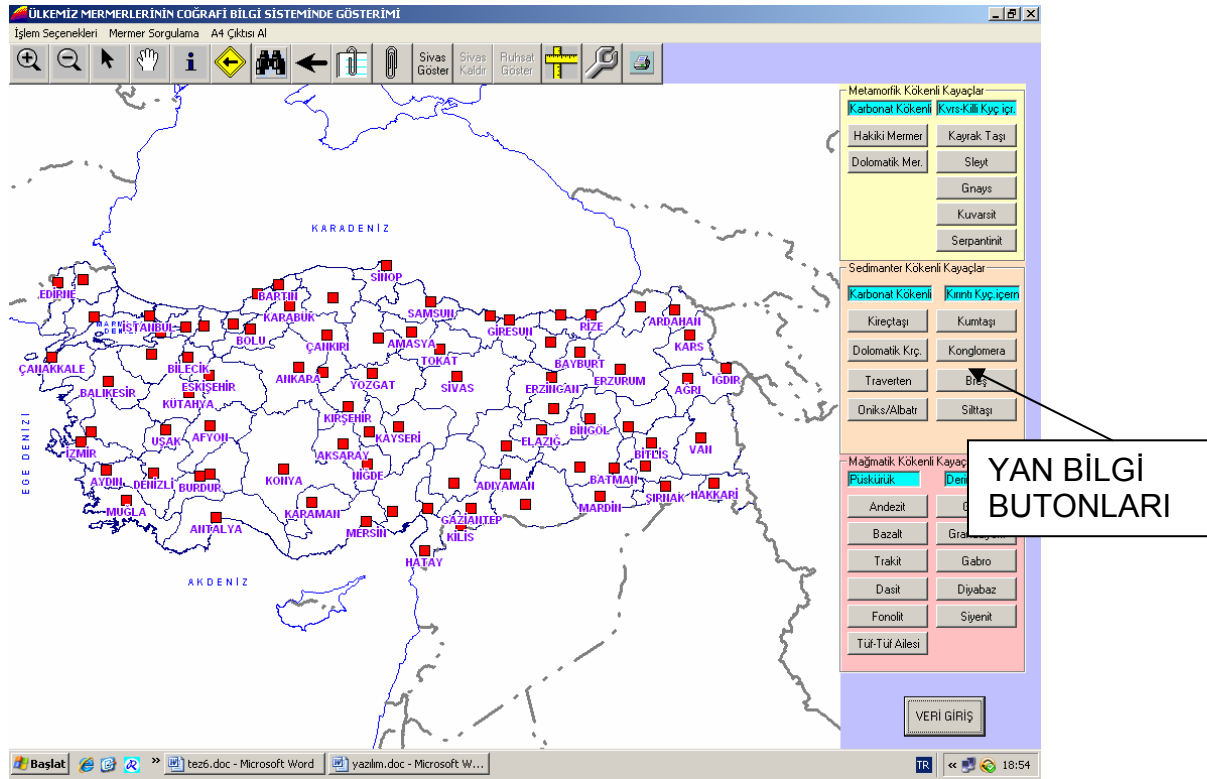 ÜLKEMİZ MERMERLERİNİN COĞRAFİ BİLGİ SİSTEMİNDE GÖSTERİMİ
İşlem Seçenekleri Mermer Sorgulama A4 Çıktısı Al
Sivas Göster
Sivas Kaldır
Ruhsat Göster
KARADENİZ
SİNOP
EDİRNE
BARTIN
KARABÜK
SAMSUN
GİRESUN
RİZE
ARDAHAN
İSTANBUL
BOLU
ÇANKIRI
AMASYA
TOKAT
KARS
ÇANAKKALE
BİLECİK
BAYBURT
IĞDIR
BALIKESİR
ESKİŞEHİR
ANKARA
YOZGAT
SİVAS
ERZİNCAN
ERZURUM
AĞRI
KÜTAHYA
KIRŞEHİR
EGE DENİZİ
UŞAK
AFYON
KAYSERİ
ELAZIĞ
BİNGÖL
İZMİR
AKSARAY
BİTLİS
VAN
AYDIN
DENİZLİ
BURDUR
KONYA
NİĞDE
ADIYAMAN
BATMAN
ŞIRNAK
HAKKARİ
MUĞLA
KARAMAN
MARDİN
ANTALYA
MERSİN
GAZİANTEP
KİLİS
HATAY
AKDENİZ
Metamorfik Kökenli Kayaçlar
Karbonat Kökenli Kvrs-Killi Kyç içr.
Hakiki Mermer Kayrak Taşı
Dolomatik Mer. Sleyt
Gnays
Kuvarsit
Serpantinit
Sedimanter Kökenli Kayaçlar
Karbonat Kökenli Kırıntı Kyç.içern
Kireçtaşı Kumtaşı
Dolomatik Krç. Konglomera
Traverten Breş
Oniks/Albatr Silttaşı
YAN BİLGİ
BUTONLARI
Mağmatik Kökenli
Püskürük
Andezit
Bazalt
Trakit Gabro
Dasit Diyabaz
Fonolit Siyenit
Tüf-Tüf Ailesi
VERİ GİRİŞ
Başlat » tez6.doc - Microsoft Word yazılım.doc - Microsoft W... TR « 18:54